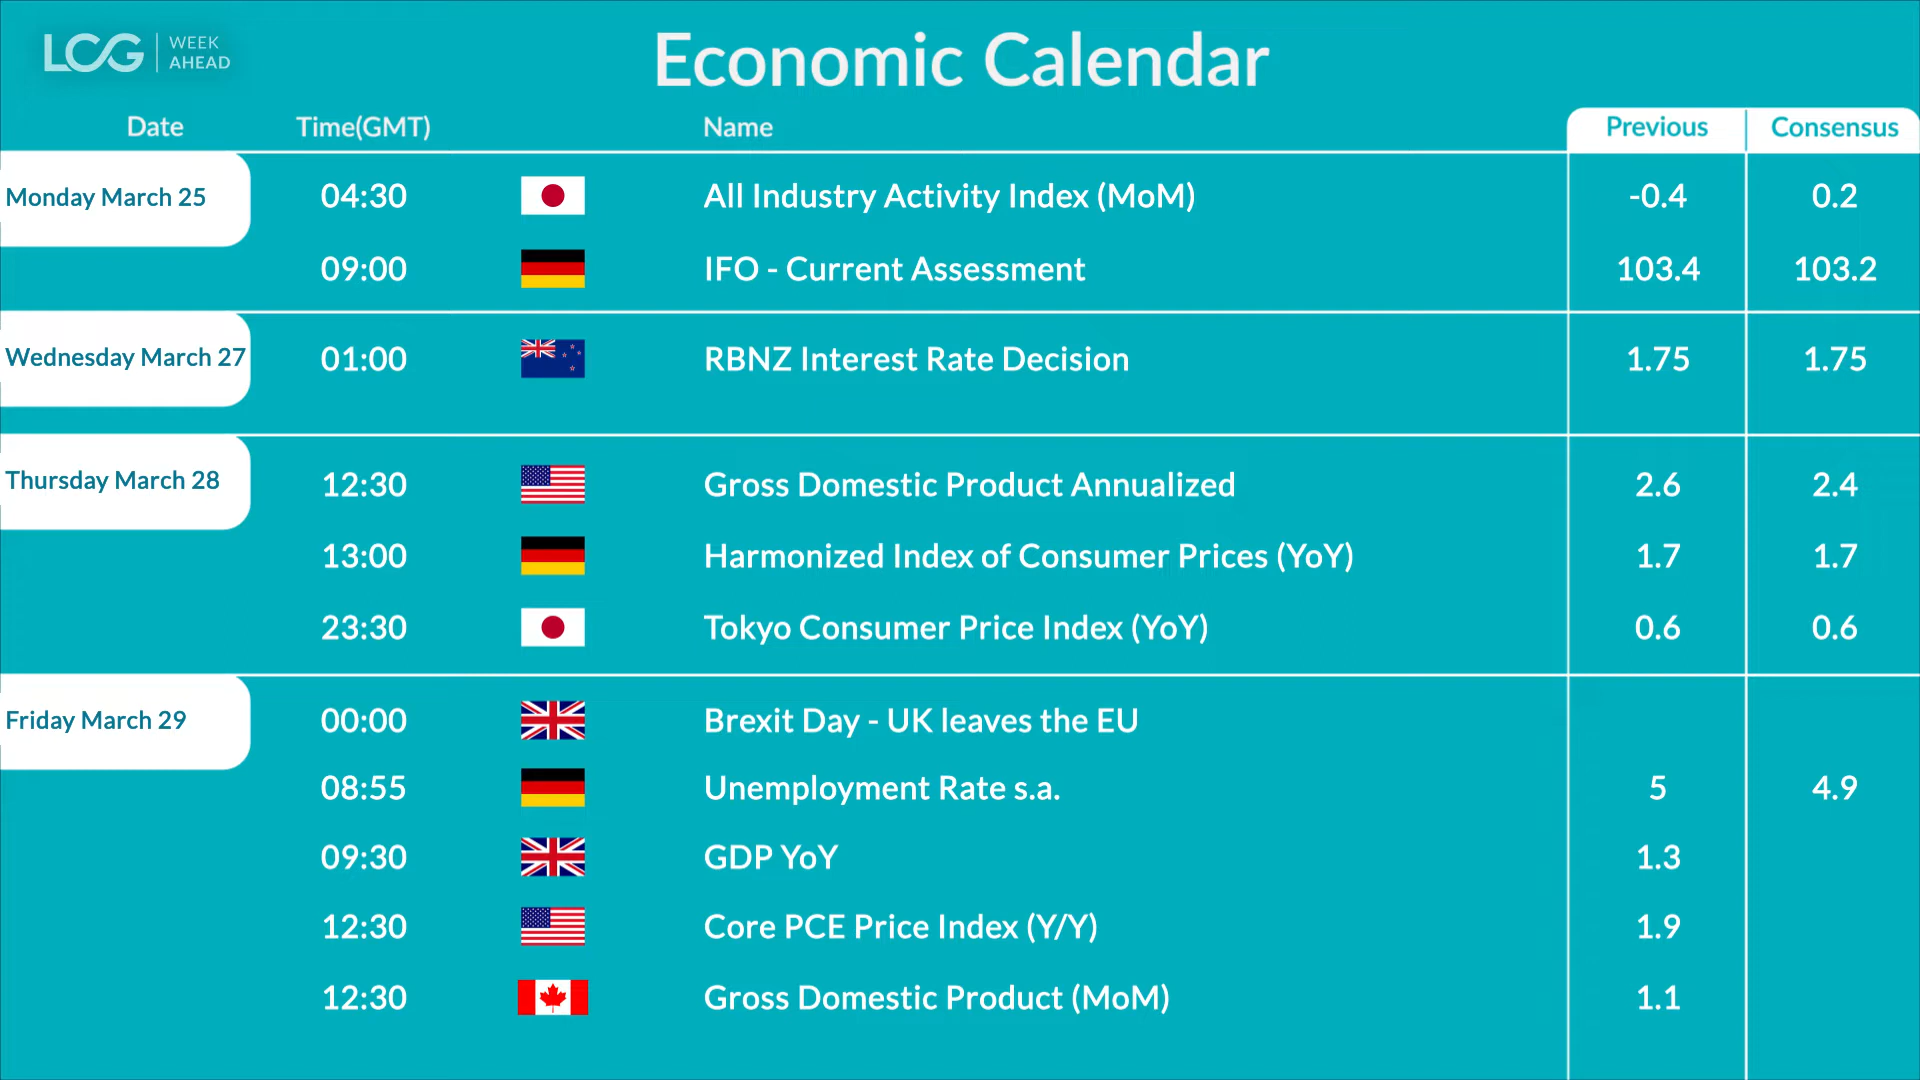 LCG WEEK AHEAD
Economic Calendar
Date Time(GMT) Name Previous Consensus
Monday March 25 04:30 All Industry Activity Index (MoM) -0.4 0.2
09:00 IFO - Current Assessment 103.4 103.2
Wednesday March 27 01:00 RBNZ Interest Rate Decision 1.75 1.75
Thursday March 28 12:30 Gross Domestic Product Annualized 2.6 2.4
13:00 Harmonized Index of Consumer Prices (YoY) 1.7 1.7
23:30 Tokyo Consumer Price Index (YoY) 0.6 0.6
Friday March 29 00:00 Brexit Day - UK leaves the EU
08:55 Unemployment Rate s.a. 5 4.9
09:30 GDP YoY 1.3
12:30 Core PCE Price Index (Y/Y) 1.9
12:30 Gross Domestic Product (MoM) 1.1